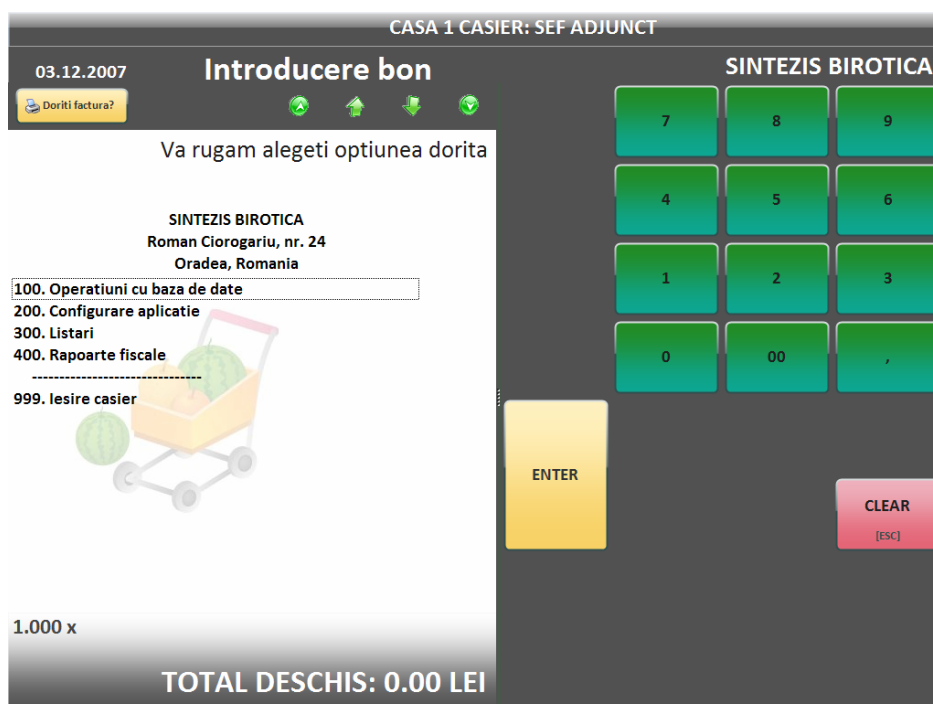 CASA 1 CASIER: SEF ADJUNCT
03.12.2007
Introducere bon
SINTEZIS BIROTICA
Doriti factura?
Va rugam alegeti optiunea dorita
SINTEZIS BIROTICA
Roman Ciorogariu, nr. 24
Oradea, Romania
100. Operatiuni cu baza de date
200. Configurare aplicatie
300. Listari
400. Rapoarte fiscale
-------------------------------
999. Iesire casier
1.000 x
TOTAL DESCHIS: 0.00 LEI
7 8 9
4 5 6
1 2 3
0 00 ,
ENTER
CLEAR
[ESC]